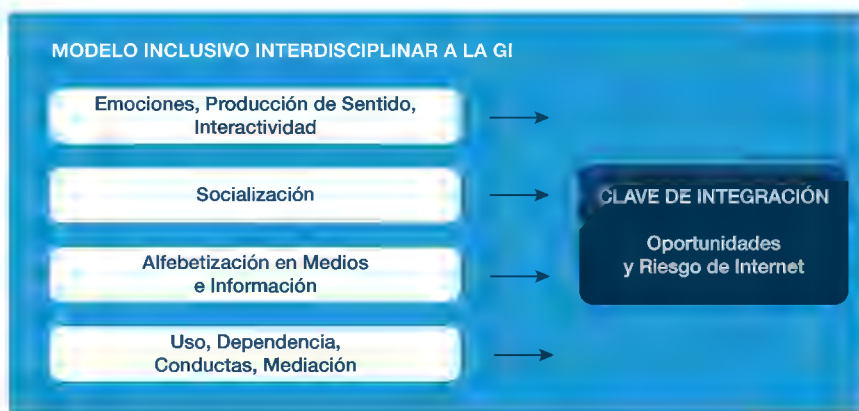 MODELO INCLUSIVO INTERDISCIPLINAR A LA GI
Emociones, Producción de Sentido,
Interactividad
Socialización
Alfebetización en Medios
e Información
Uso, Dependencia,
Conductas, Mediación
CLAVE DE INTEGRACIÓN
Oportunidades
y Riesgo de Internet